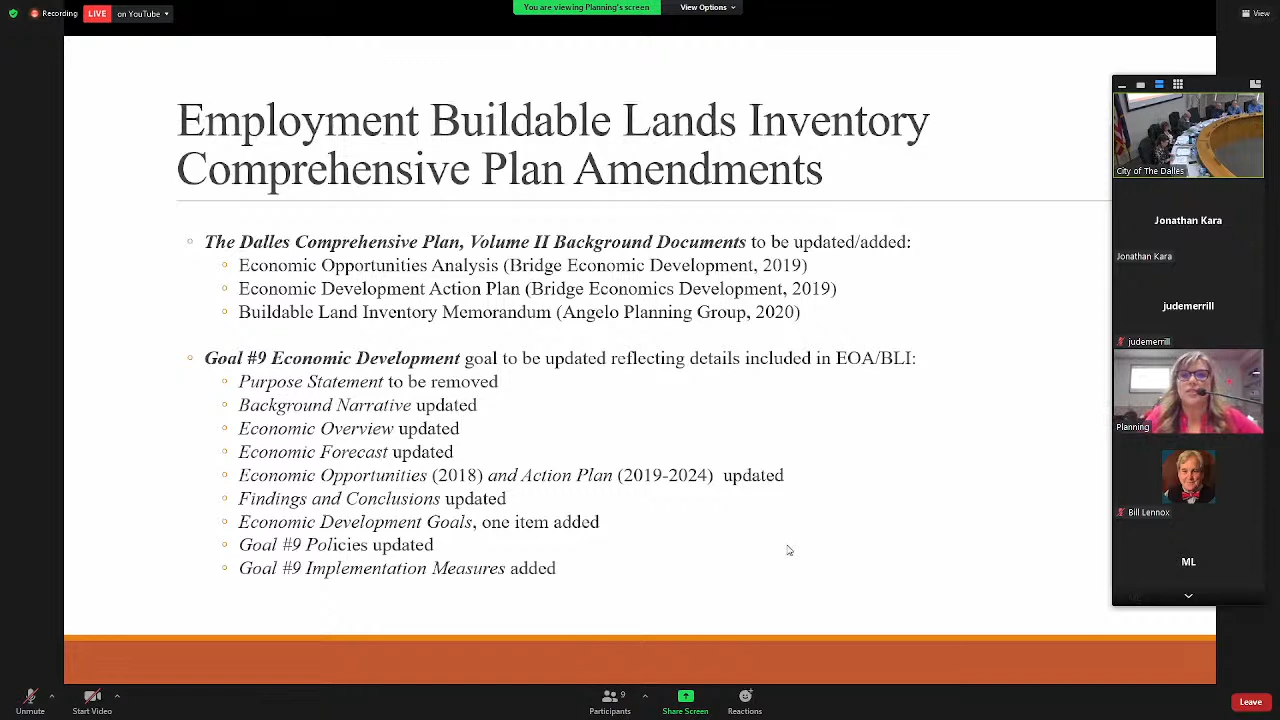 Recording
LIVE on YouTube
You are viewing Planning's screen
View Options
View
Employment Buildable Lands Inventory
Comprehensive Plan Amendments
The Dalles Comprehensive Plan, Volume II Background Documents to be updated/added:
Economic Opportunities Analysis (Bridge Economic Development, 2019)
Economic Development Action Plan (Bridge Economics Development, 2019)
Buildable Land Inventory Memorandum (Angelo Planning Group, 2020)
Goal #9 Economic Development goal to be updated reflecting details included in EOA/BLI:
Purpose Statement to be removed
Background Narrative updated
Economic Overview updated
Economic Forecast updated
Economic Opportunities (2018) and Action Plan (2019-2024) updated
Findings and Conclusions updated
Economic Development Goals, one item added
Goal #9 Policies updated
Goal #9 Implementation Measures added
City of The Dalles
Jonathan Kara
Jonathan Kara
judemerrill
judemerrill
Planning
Bill Lennox
ML
Unmute
Start Video
9
Participants
Share Screen
Reactions
Leave